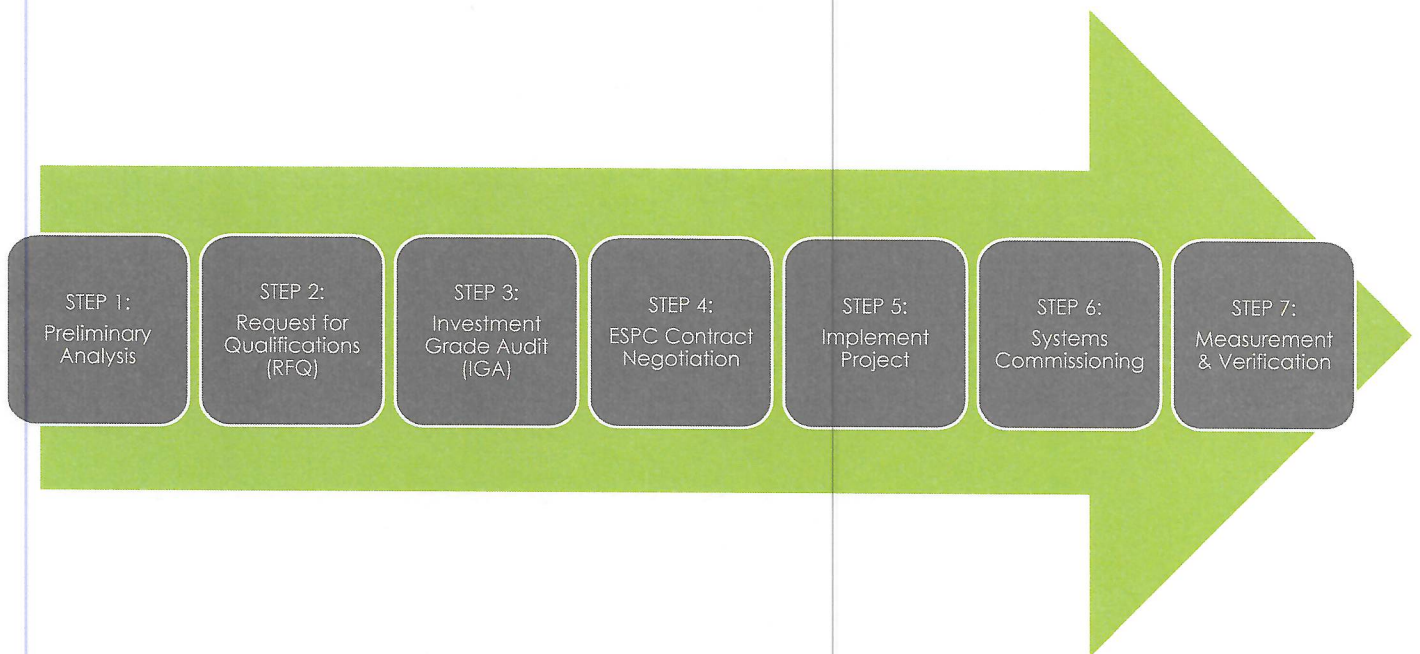 STEP 1:
Preliminary
Analysis
STEP 2:
Request for
Qualifications
(RFQ)
STEP 3:
Investment
Grade Audit
(IGA)
STEP 4:
ESPC Contract
Negotiation
STEP 5:
Implement
Project
STEP 6:
Systems
Commissioning
STEP 7:
Measurement
& Verification